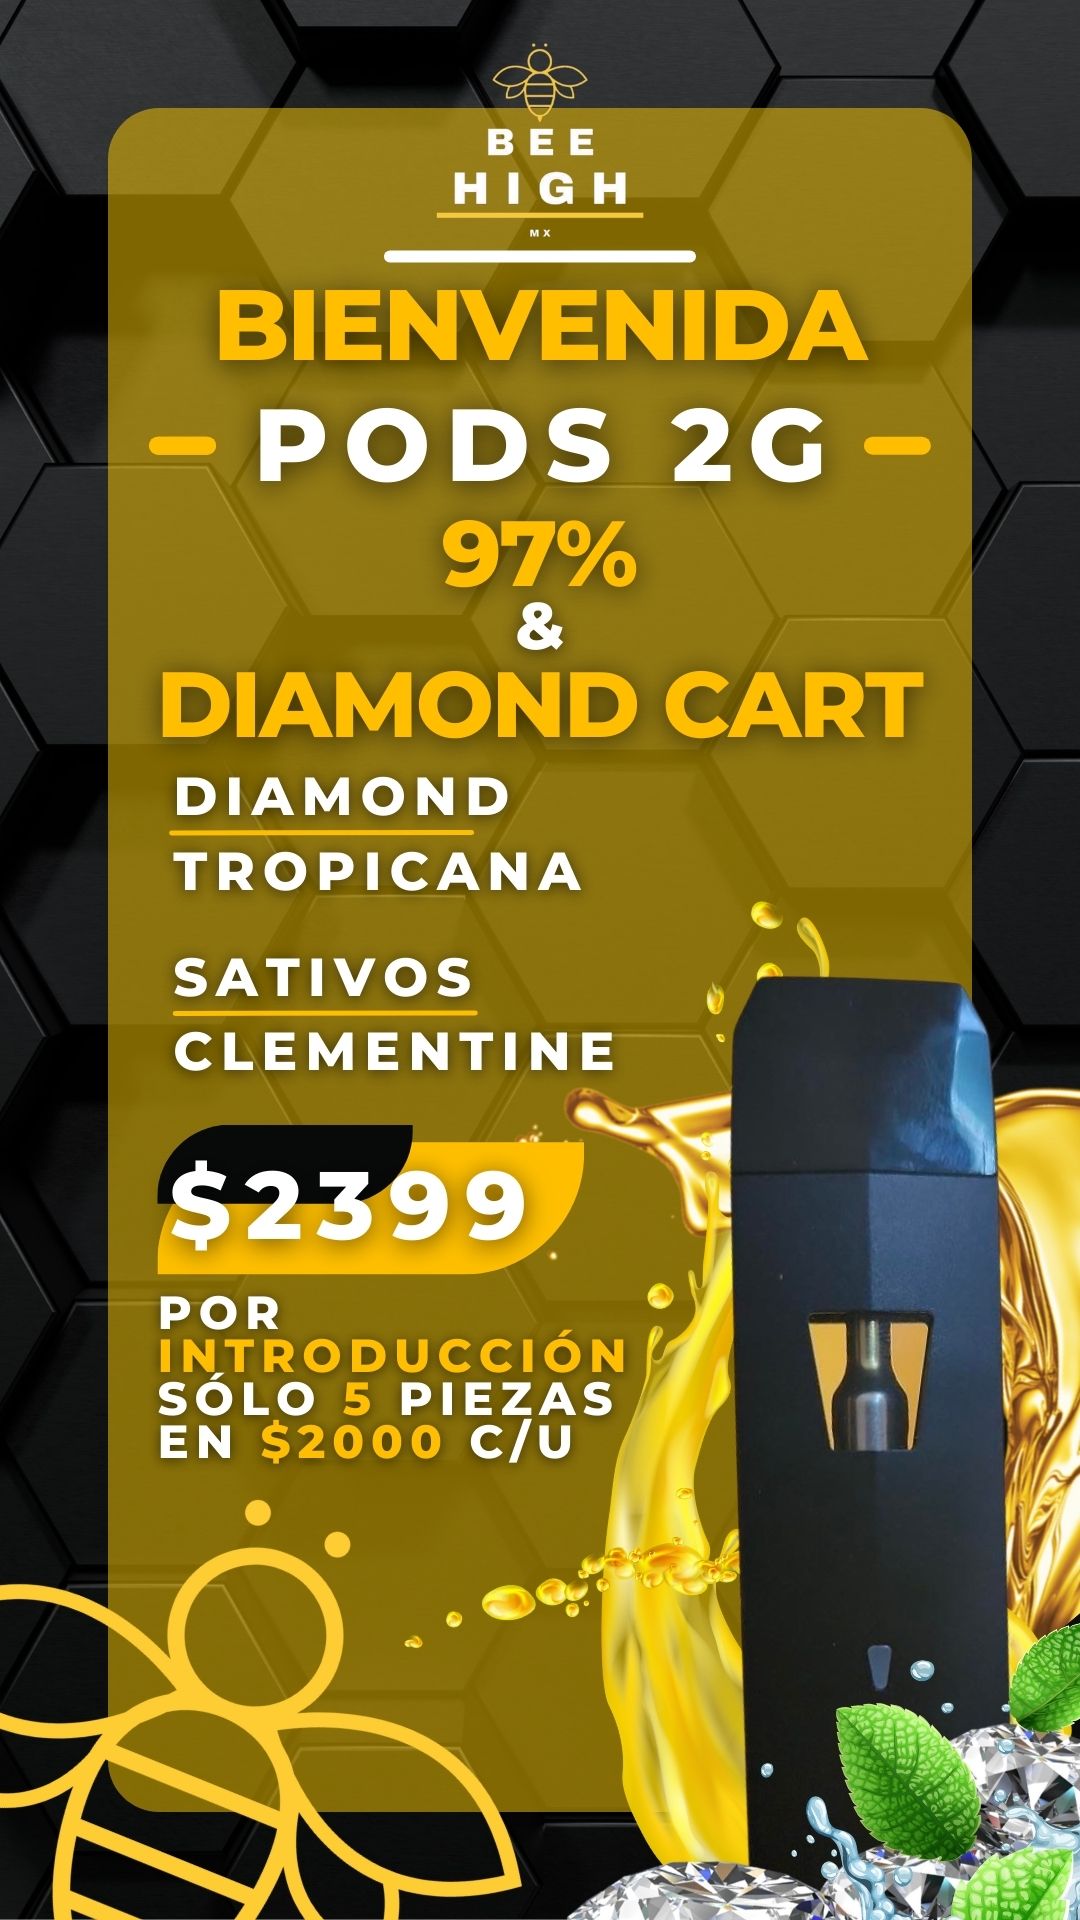 BEE
HIGH
MX
BIENVENIDA
PODS 2G
97%
&
DIAMOND CART
DIAMOND
TROPICANA
SATIVOS
CLEMENTINE
$2399
POR
INTRODUCCIÓN
SÓLO 5 PIEZAS
EN $2000 C/U